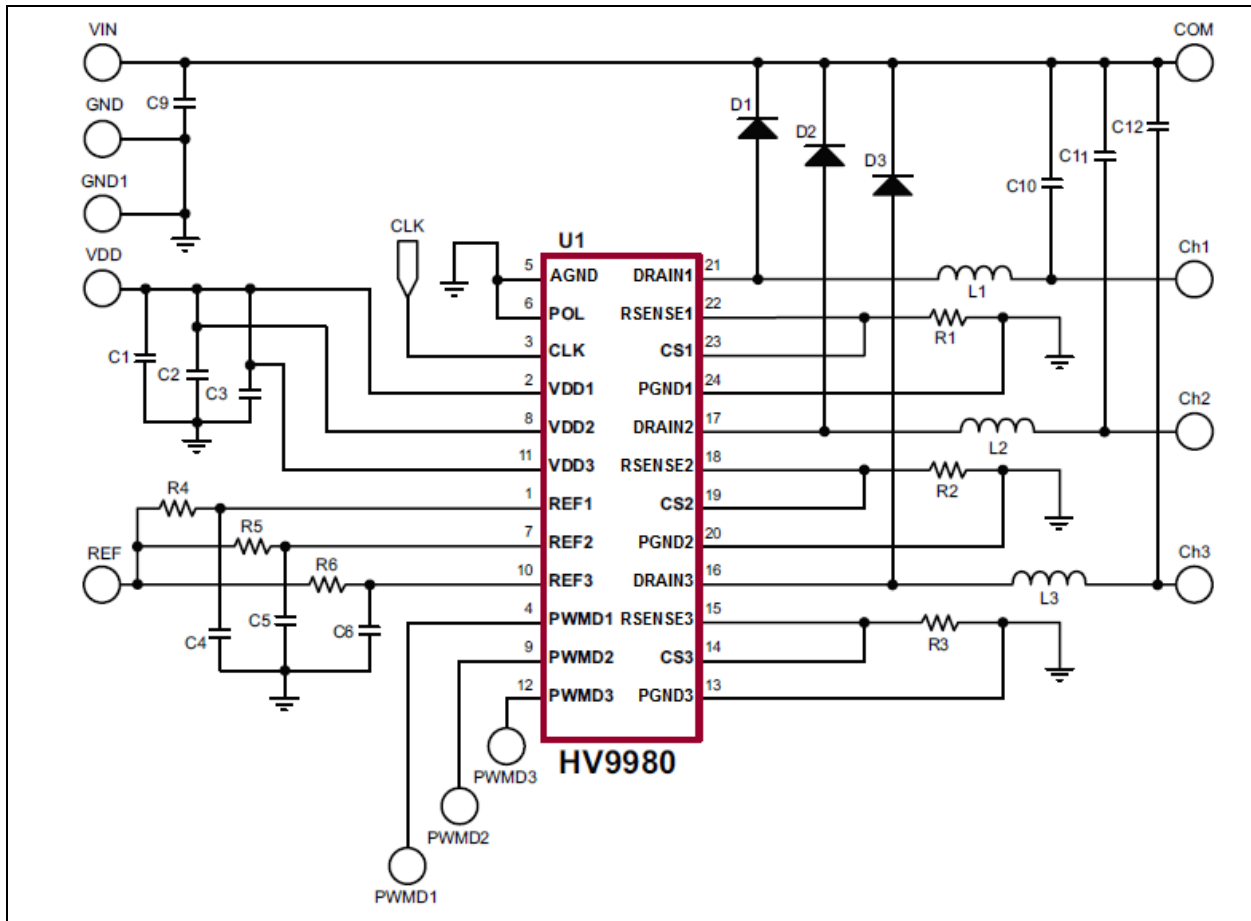 VIN
COM
C9
GND
D1
D2
C12
D3
C11
C10
GND1
CLK
VDD
U1
Ch1
5 AGND DRAIN1 21
L1
6 POL RSENSE1 22
R1
3 CLK CS1 23
C1
C2
C3
2 VDD1 PGND1 24
Ch2
8 VDD2 DRAIN2 17
L2
11 VDD3 RSENSE2 18
R2
R4
1 REF1 CS2 19
R5
7 REF2 PGND2 20
REF
R6
Ch3
10 REF3 DRAIN3 16
L3
4 PWMD1 RSENSE3 15
C4
C5
C6
R3
9 PWMD2 CS3 14
12 PWMD3 PGND3 13
HV9980
PWMD3
PWMD2
PWMD1